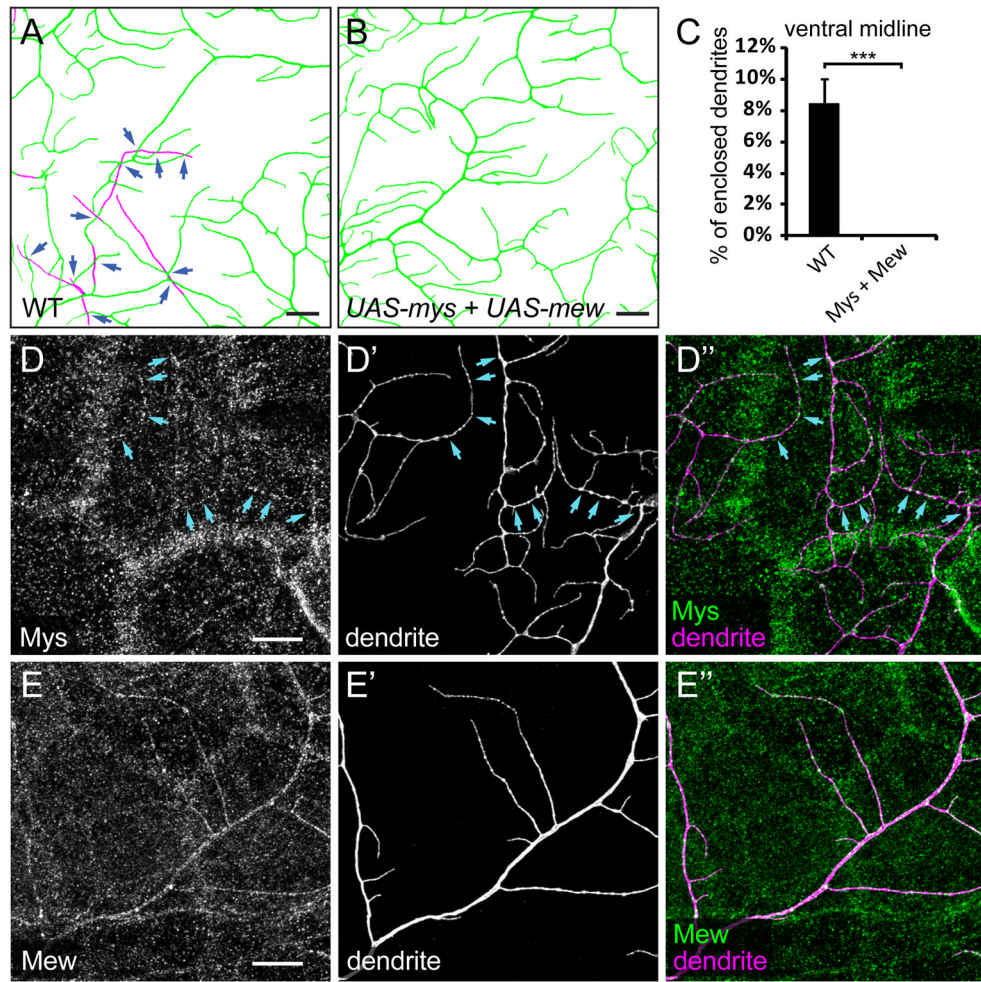 A
WT
B
UAS-mys + UAS-mew
C
ventral midline
***
% of enclosed dendrites
12%
10%
8%
6%
4%
2%
0%
WT
Mys + Mew
D
Mys
D'
dendrite
D''
Mys
dendrite
E
Mew
E'
dendrite
E''
Mew
dendrite